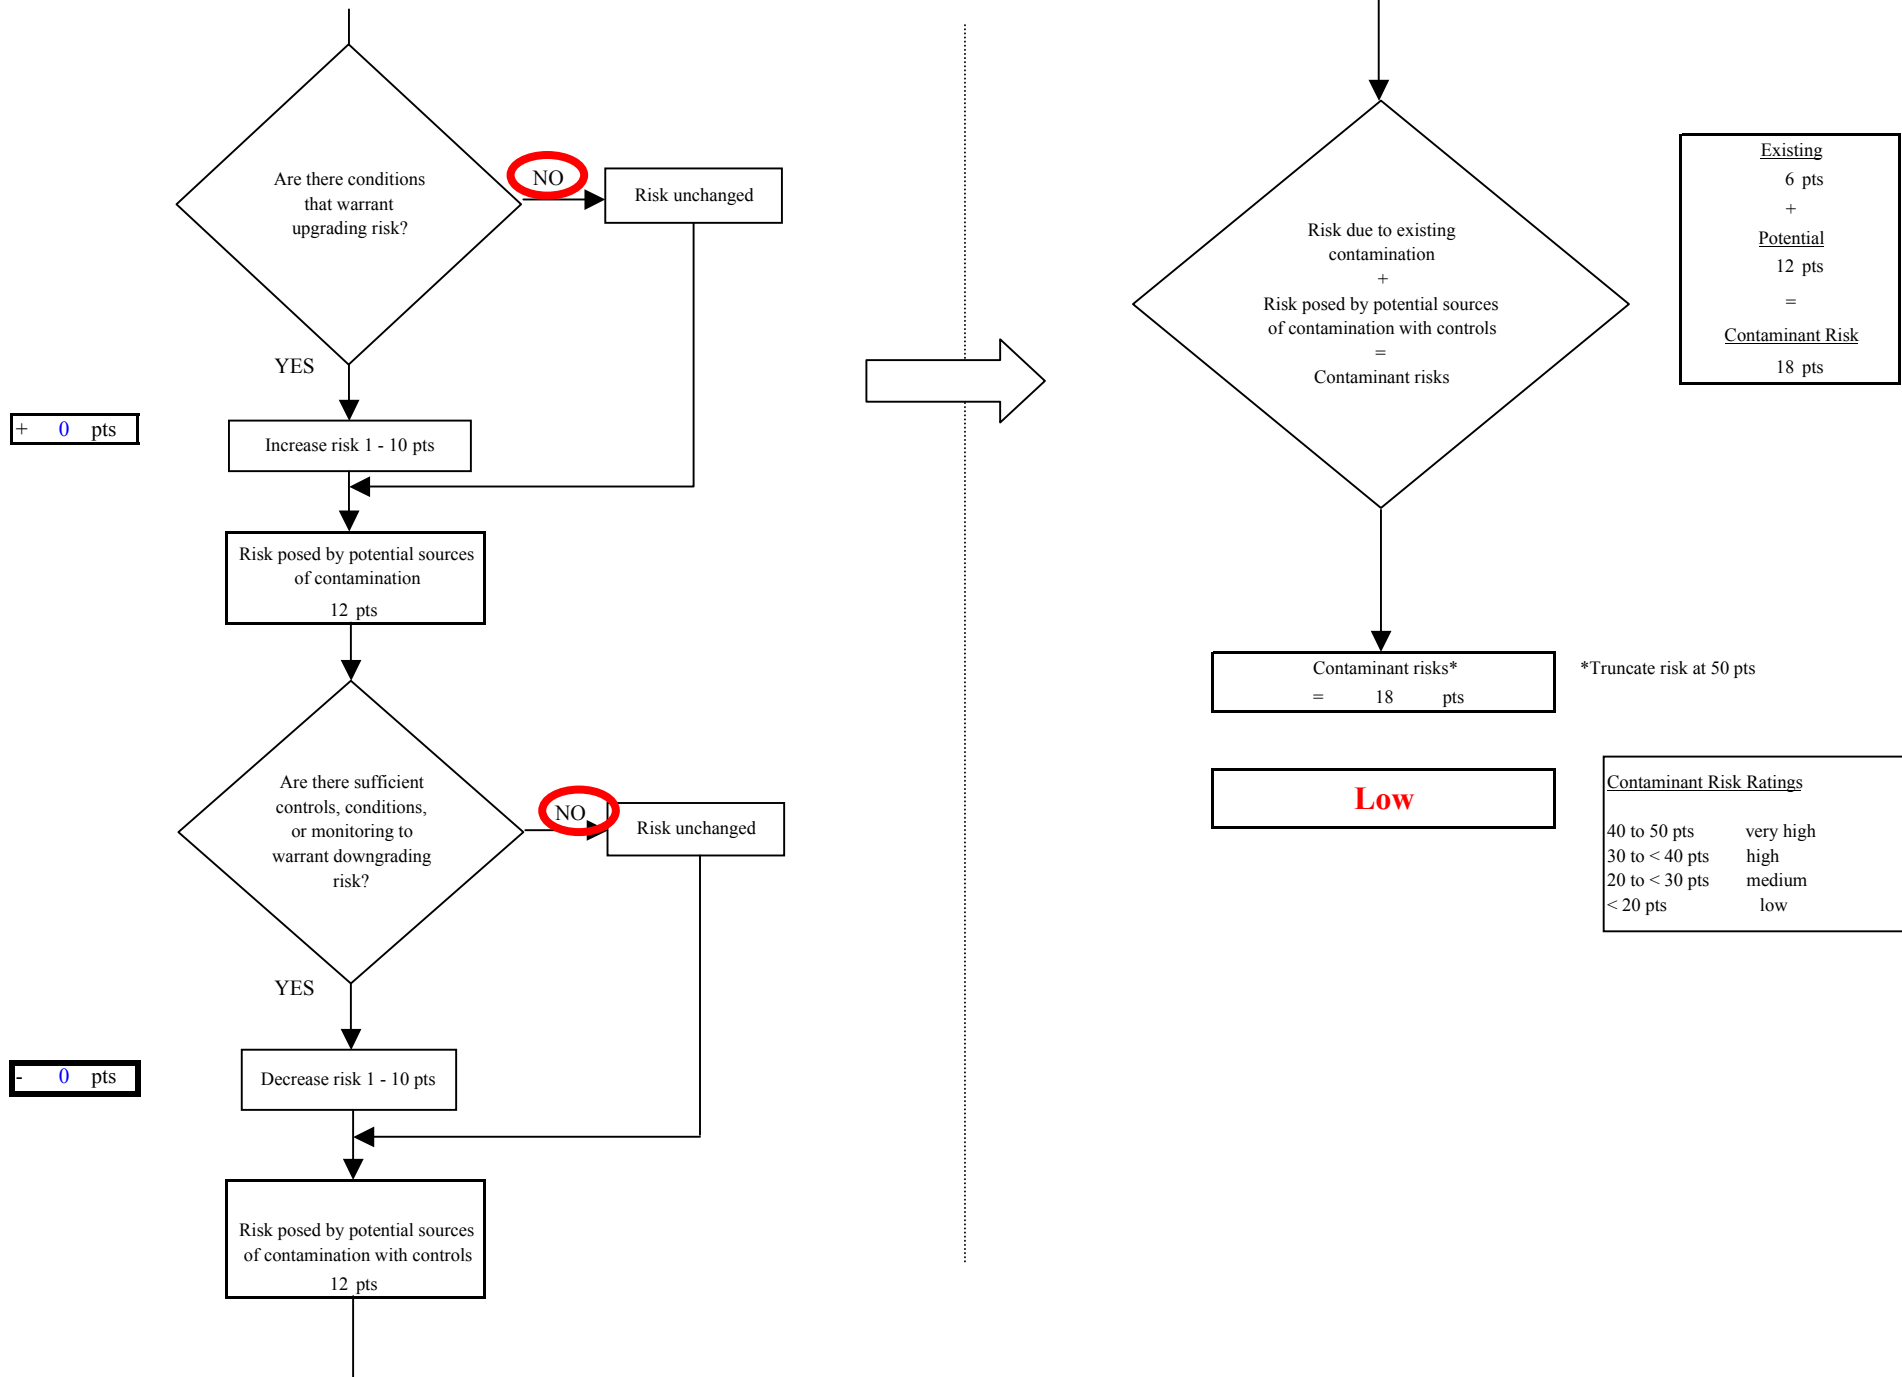 Are there conditions
that warrant
upgrading risk?
NO
Risk unchanged
YES
+ 0 pts
Increase risk 1 - 10 pts
Risk posed by potential sources
of contamination
12 pts
Are there sufficient
controls, conditions,
or monitoring to
warrant downgrading
risk?
NO
Risk unchanged
YES
- 0 pts
Decrease risk 1 - 10 pts
Risk posed by potential sources
of contamination with controls
12 pts
Risk due to existing
contamination
+
Risk posed by potential sources
of contamination with controls
=
Contaminant risks
Existing
6 pts
+
Potential
12 pts
=
Contaminant Risk
18 pts
Contaminant risks*
= 18 pts
*Truncate risk at 50 pts
Low
Contaminant Risk Ratings
40 to 50 pts very high
30 to < 40 pts high
20 to < 30 pts medium
< 20 pts low